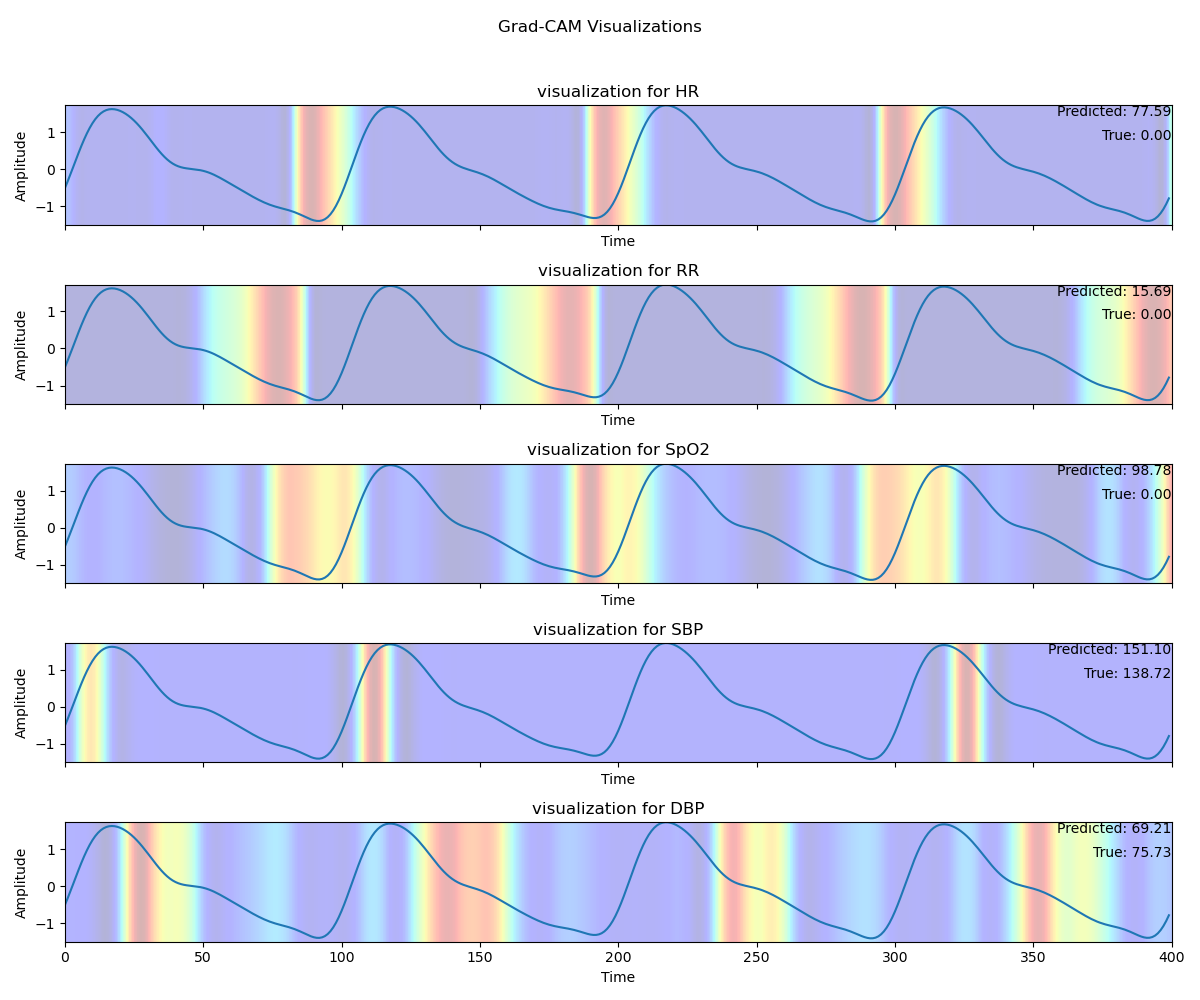 Grad-CAM Visualizations
visualization for HR
Predicted: 77.59
True: 0.00
1
0
−1
Amplitude
Time
visualization for RR
Predicted: 15.69
True: 0.00
1
0
−1
Amplitude
Time
visualization for SpO2
Predicted: 98.78
True: 0.00
1
0
−1
Amplitude
Time
visualization for SBP
Predicted: 151.10
True: 138.72
1
0
−1
Amplitude
Time
visualization for DBP
Predicted: 69.21
True: 75.73
1
0
−1
Amplitude
0 50 100 150 200 250 300 350 400
Time